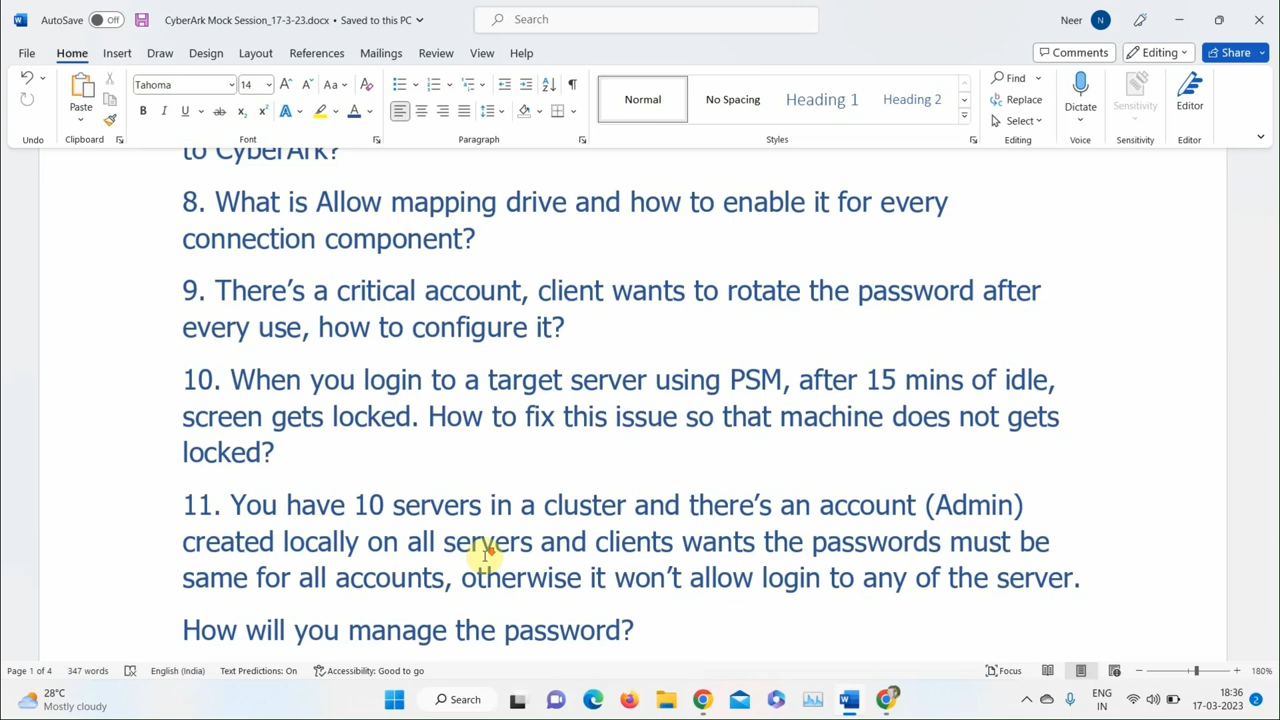 AutoSave Off CyberArk Mock Session_17-3-23.docx • Saved to this PC Search Neer N
File Home Insert Draw Design Layout References Mailings Review View Help Comments Editing Share
Tahoma 14 Aa Normal No Spacing Heading 1 Heading 2 Find Replace Select
Paste Dictate Sensitivity Editor
B I U ab x₂ x² A A
Undo Clipboard Font Paragraph Styles Editing Voice Sensitivity Editor
to CyberArk?
8. What is Allow mapping drive and how to enable it for every
connection component?
9. There’s a critical account, client wants to rotate the password after
every use, how to configure it?
10. When you login to a target server using PSM, after 15 mins of idle,
screen gets locked. How to fix this issue so that machine does not gets
locked?
11. You have 10 servers in a cluster and there’s an account (Admin)
created locally on all servers and clients wants the passwords must be
same for all accounts, otherwise it won’t allow login to any of the server.
How will you manage the password?
Page 1 of 4 347 words English (India) Text Predictions: On Accessibility: Good to go Focus 180%
28°C
Mostly cloudy
Search
ENG
IN
18:36
17-03-2023
2